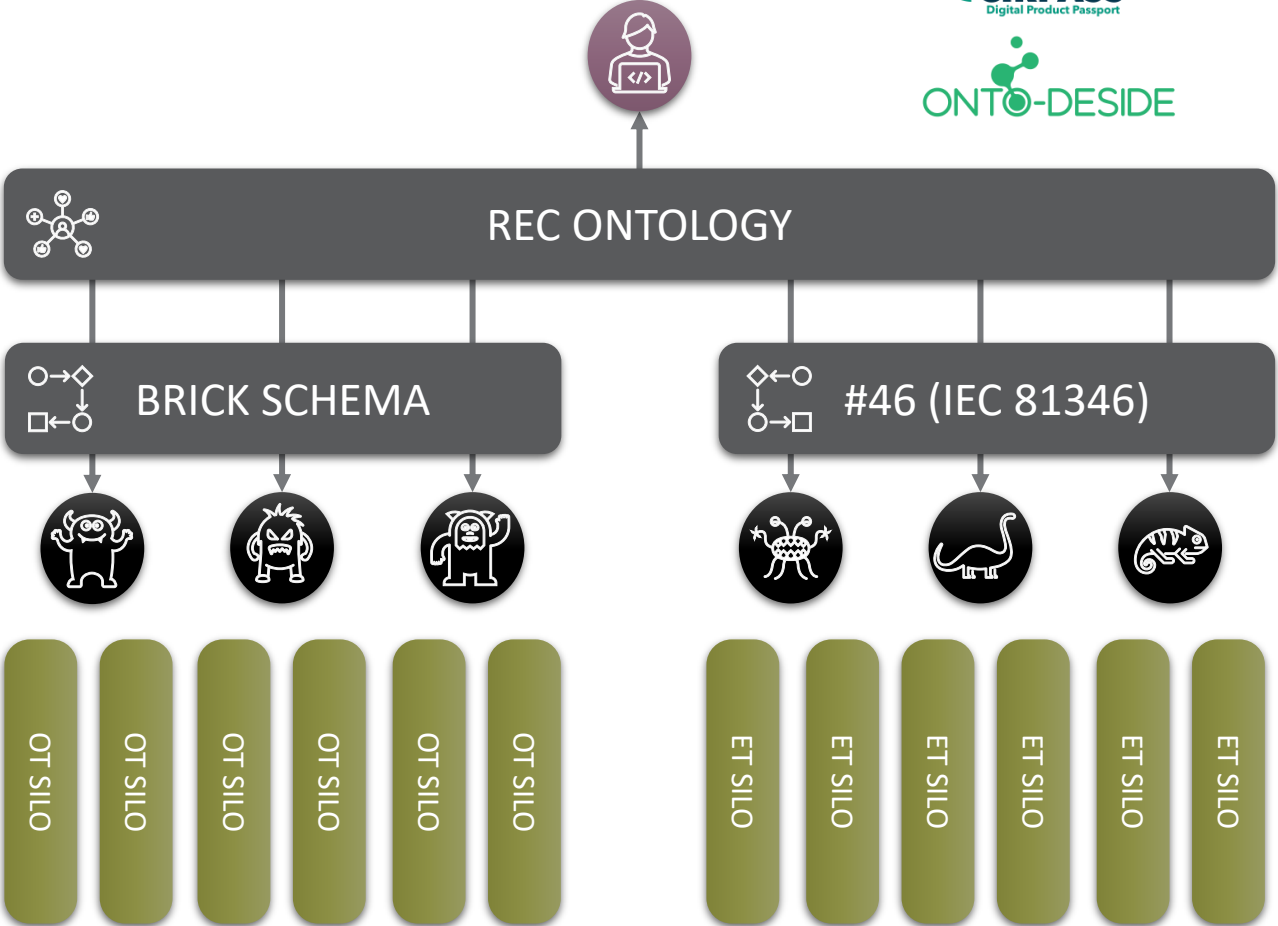 Digital Product Passport
ONTO-DESIDE
</>
REC ONTOLOGY
BRICK SCHEMA
#46 (IEC 81346)
OT SILO
OT SILO
OT SILO
OT SILO
OT SILO
OT SILO
ET SILO
ET SILO
ET SILO
ET SILO
ET SILO
ET SILO